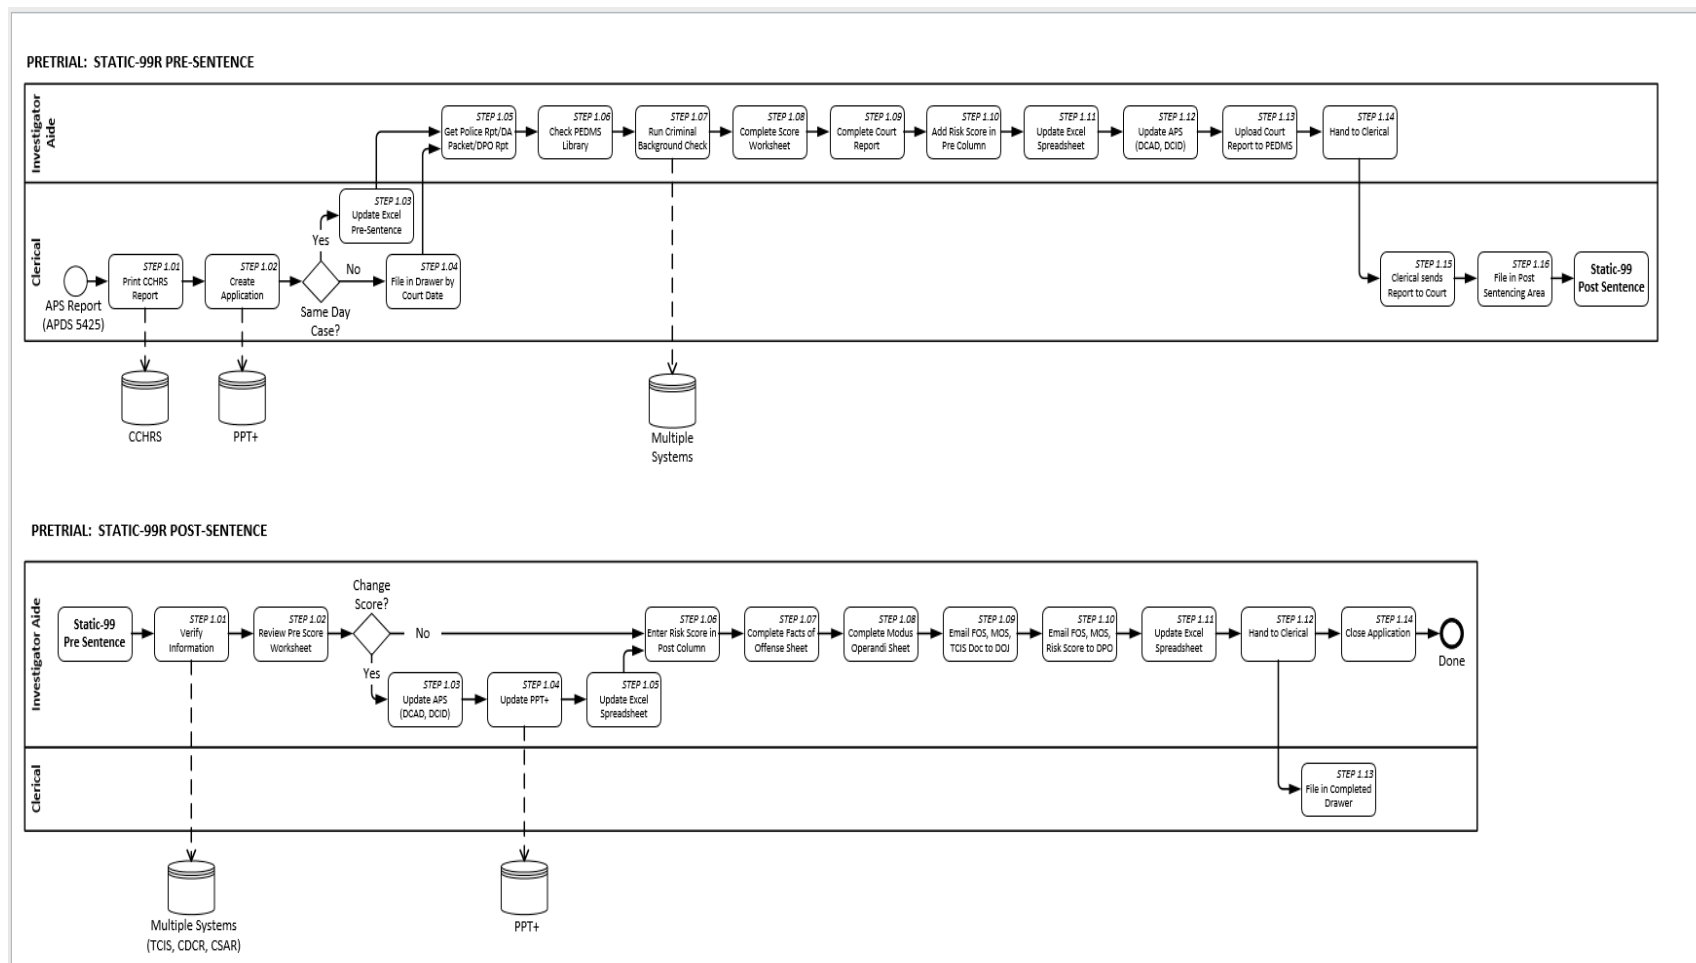 PRETRIAL: STATIC-99R PRE-SENTENCE
Investigator
Aide
STEP 1.05
Get Police Rpt/DA
Packet/DPO Rpt
STEP 1.06
Check PEDMS
Library
STEP 1.07
Run Criminal
Background Check
STEP 1.08
Complete Score
Worksheet
STEP 1.09
Complete Court
Report
STEP 1.10
Add Risk Score in
Pre Column
STEP 1.11
Update Excel
Spreadsheet
STEP 1.12
Update APS
(DCAD, DCID)
STEP 1.13
Upload Court
Report to PEDMS
STEP 1.14
Hand to Clerical
Clerical
APS Report
(APDS 5425)
STEP 1.01
Print CCHRS
Report
STEP 1.02
Create
Application
Same Day
Case?
Yes
No
STEP 1.03
Update Excel
Pre-Sentence
STEP 1.04
File in Drawer by
Court Date
STEP 1.15
Clerical sends
Report to Court
STEP 1.16
File in Post
Sentencing Area
Static-99
Post Sentence
CCHRS
PPT+
Multiple
Systems
PRETRIAL: STATIC-99R POST-SENTENCE
Investigator Aide
Static-99
Pre Sentence
STEP 1.01
Verify
Information
STEP 1.02
Review Pre Score
Worksheet
Change
Score?
No
Yes
STEP 1.03
Update APS
(DCAD, DCID)
STEP 1.04
Update PPT+
STEP 1.05
Update Excel
Spreadsheet
STEP 1.06
Enter Risk Score in
Post Column
STEP 1.07
Complete Facts of
Offense Sheet
STEP 1.08
Complete Modus
Operandi Sheet
STEP 1.09
Email FOS, MOS,
TCIS Doc to DOJ
STEP 1.10
Email FOS, MOS,
Risk Score to DPO
STEP 1.11
Update Excel
Spreadsheet
STEP 1.12
Hand to Clerical
STEP 1.14
Close Application
Done
Clerical
STEP 1.13
File in Completed
Drawer
Multiple Systems
(TCIS, CDCR, CSAR)
PPT+